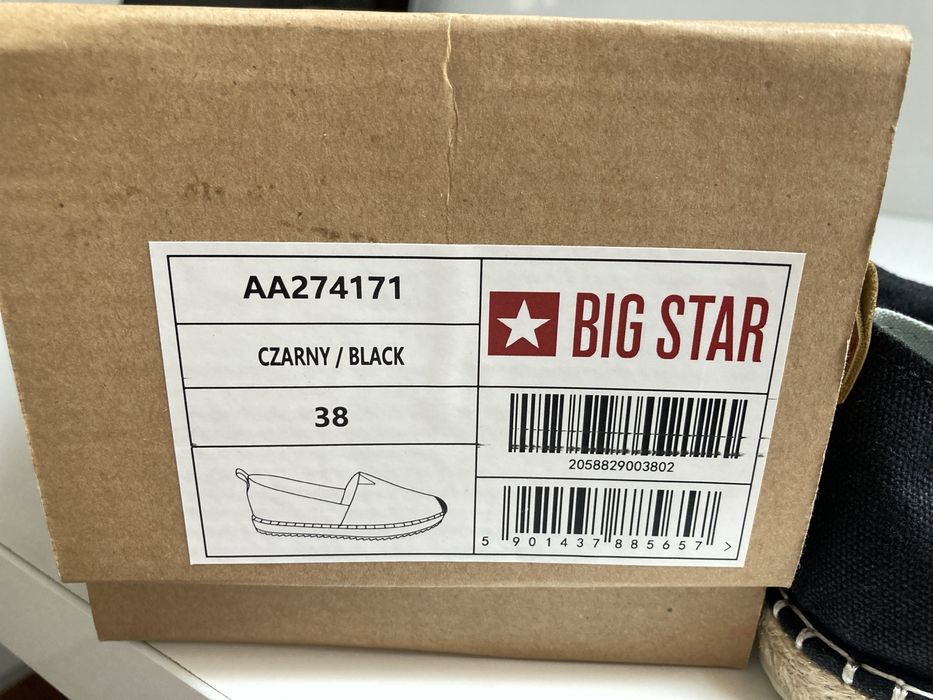 AA274171
CZARNY / BLACK
38
BIG STAR
2058829003802
5 901437 885657 >